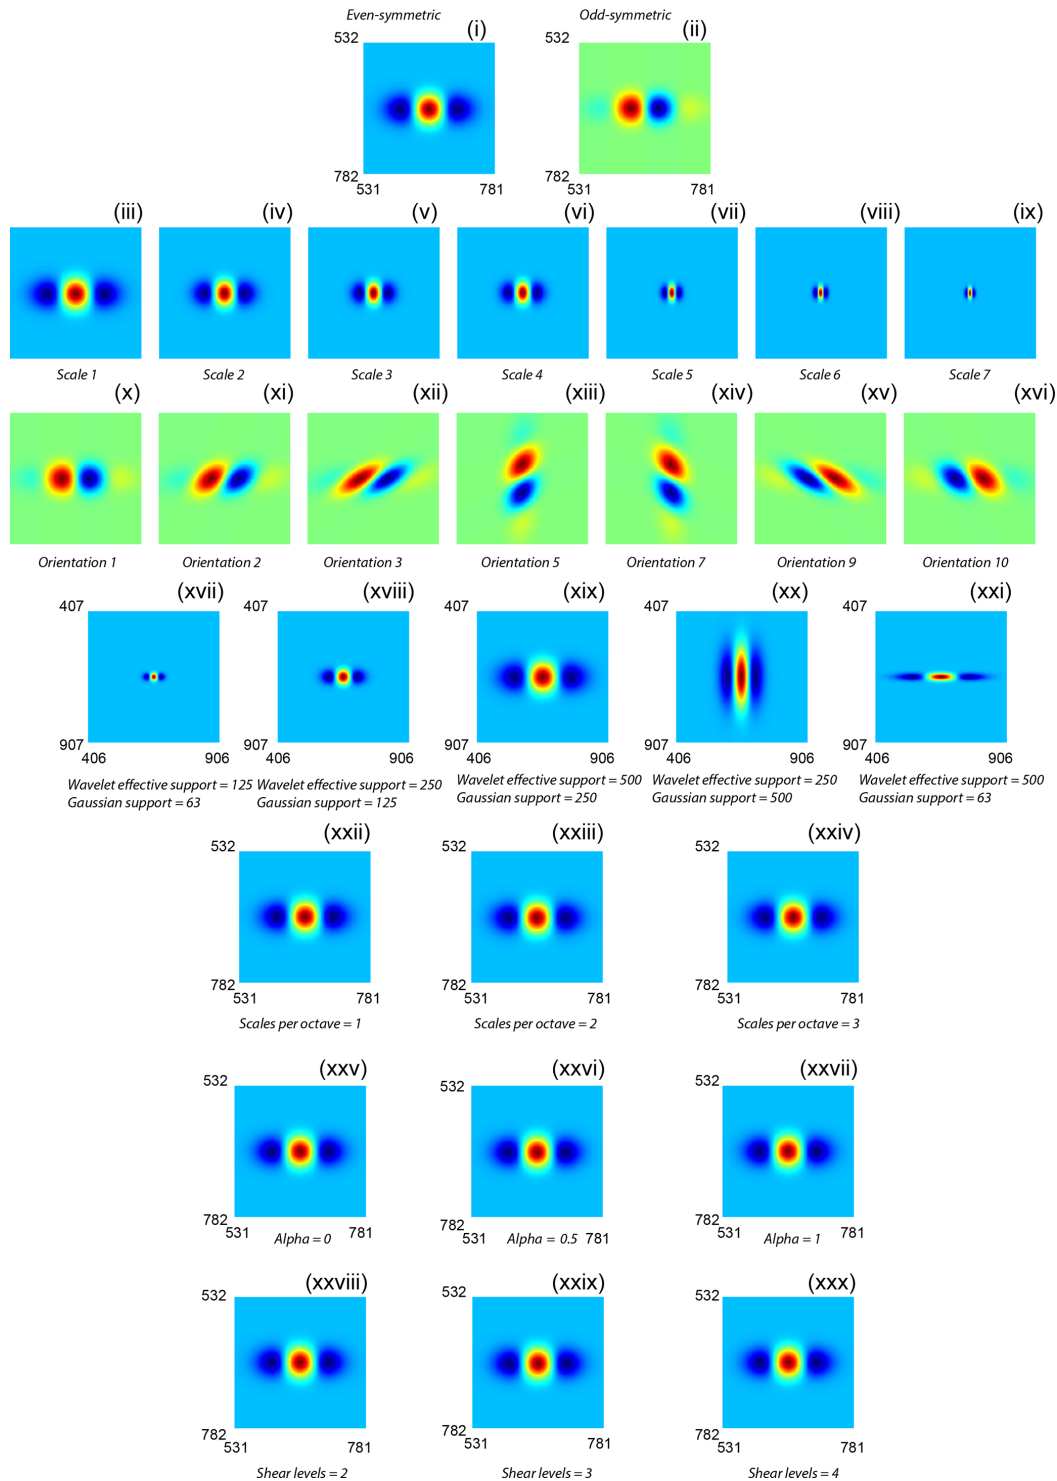 Even-symmetric
Odd-symmetric
(i)
(ii)
532
532
782
782
531
781
531
781
(iii)
(iv)
(v)
(vi)
(vii)
(viii)
(ix)
Scale 1
Scale 2
Scale 3
Scale 4
Scale 5
Scale 6
Scale 7
(x)
(xi)
(xii)
(xiii)
(xiv)
(xv)
(xvi)
Orientation 1
Orientation 2
Orientation 3
Orientation 5
Orientation 7
Orientation 9
Orientation 10
(xvii)
(xviii)
(xix)
(xx)
(xxi)
407
407
407
407
407
907
907
907
907
907
406
906
406
906
406
906
406
906
406
906
Wavelet effective support = 125
Gaussian support = 63
Wavelet effective support = 250
Gaussian support = 125
Wavelet effective support = 500
Gaussian support = 250
Wavelet effective support = 250
Gaussian support = 500
Wavelet effective support = 500
Gaussian support = 63
(xxii)
(xxiii)
(xxiv)
532
532
532
782
782
782
531
781
531
781
531
781
Scales per octave = 1
Scales per octave = 2
Scales per octave = 3
(xxv)
(xxvi)
(xxvii)
532
532
532
782
782
782
531
781
531
781
531
781
Alpha = 0
Alpha = 0.5
Alpha = 1
(xxviii)
(xxix)
(xxx)
532
532
532
782
782
782
531
781
531
781
531
781
Shear levels = 2
Shear levels = 3
Shear levels = 4